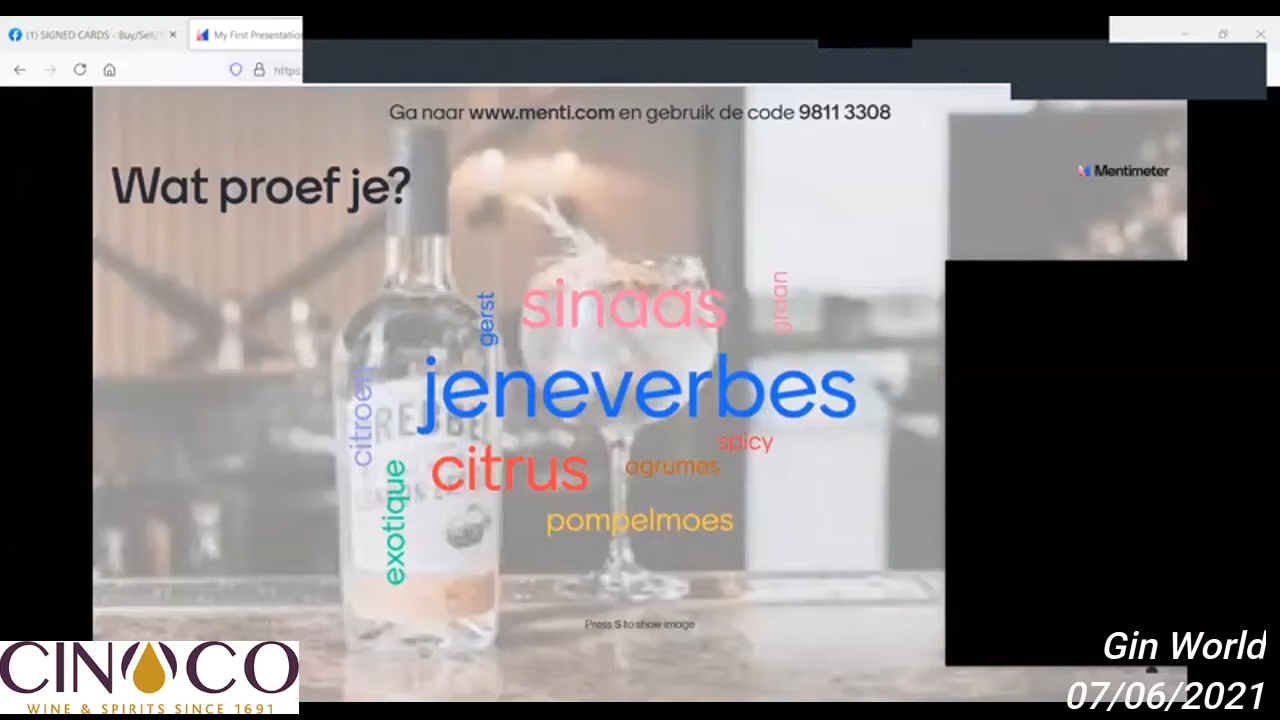 (1) SIGNED CARDS - Buy/Sell/
My First Presentation
https:
Ga naar www.menti.com en gebruik de code 9811 3308
Wat proef je?
Mentimeter
gerst
sinaas
graan
jeneverbes
citroen
spicy
citrus
agrumes
exotique
pompelmoes
Press S to show image
CINOCO
WINE & SPIRITS SINCE 1691
Gin World
07/06/2021